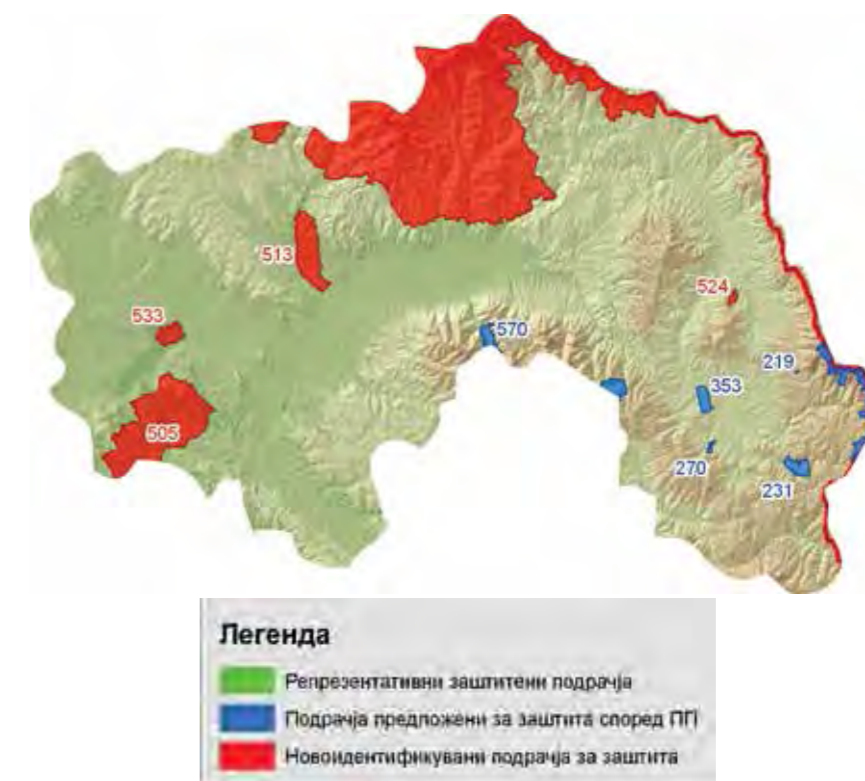 513
524
533
570
219
353
505
270
231
Легенда
Репрезентативни заштитени подрачја
Подрачја предложени за заштита според ПП
Новоидентификувани подрачја за заштита